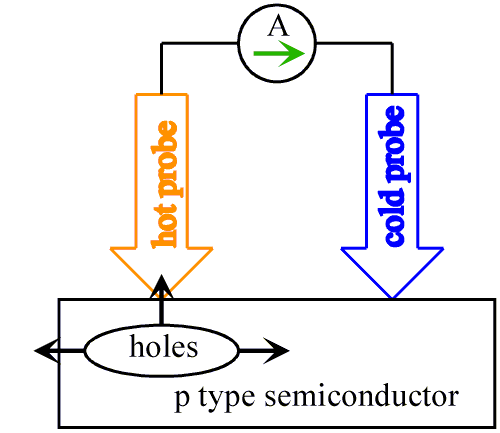 A
hot probe
cold probe
holes
p type semiconductor